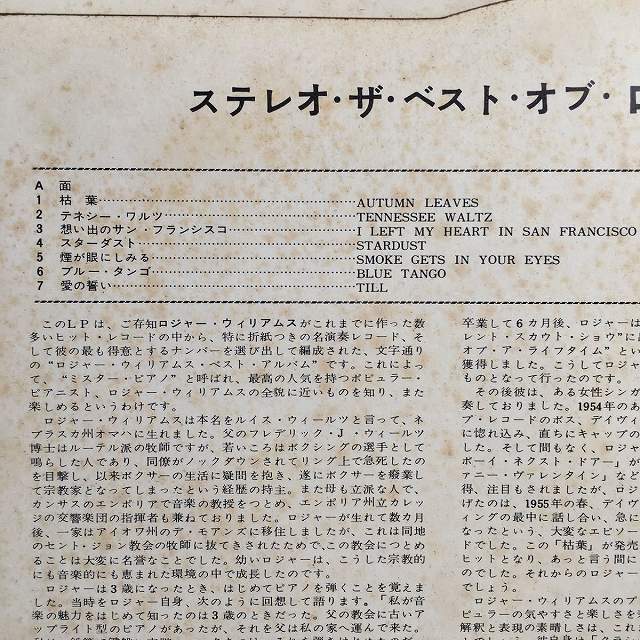 ステレオ・ザ・ベスト・オブ・ロ
A 面
1 枯 葉 AUTUMN LEAVES
2 テネシー・ワルツ TENNESSEE WALTZ
3 想い出のサン・フランシスコ I LEFT MY HEART IN SAN FRANCISCO
4 スターダスト STARDUST
5 煙が眼にしみる SMOKE GETS IN YOUR EYES
6 ブルー・タンゴ BLUE TANGO
7 愛の誓い TILL
このLPは、ご存知ロジャー・ウィリアムスがこれまでに作った数
多いヒット・レコードの中から、特に折紙つきの名演奏レコード、そ
して彼の最も得意とするナンバーを選び出して編成された、文字通り
の“ロジャー・ウィリアムス・ベスト・アルバム”です。これによっ
て、“ミスター・ピアノ”と呼ばれ、最高の人気を持つポピュラー・
ピアニスト、ロジャー・ウィリアムスの全貌に近いものを知り、また
楽しめるというわけです。
ロジャー・ウィリアムスは本名をルイス・ウィールツと言って、ネ
ブラスカ州オマハに生れました。父のフレデリック・J・ウィールツ
博士はルーテル派の牧師ですが、若いころはボクシングの選手として
鳴らした人であり、同僚がノックダウンされてリング上で急死したの
を目撃し、以来ボクサーの生活に疑問を抱き、遂にボクサーを廃業し
て宗教家となってしまったという経歴の持主。また母も立派な人で、
カンサスのエンポリアで音楽の教授をつとめ、エンポリア州立カレッ
ジの交響楽団の指揮者も兼ねておりました。ロジャーが生れて数カ月
後、一家はアイオワ州のデ・モアンズに移住しましたが、これは同地
のセント・ジョン教会の牧師に抜てきされたためで、この教会につとめ
ることは大変に名誉なことでした。幼いロジャーは、こうした宗教的
にも音楽的にも恵まれた環境の中で成長したのです。
ロジャーは3歳になったとき、はじめてピアノを弾くことを覚えま
した。当時をロジャー自身、次のように回想して語ります。「私が音
楽の魅力をはじめて知ったのは3歳のときだった。父の教会に古いア
ップライト型のピアノがあったが、それを父は私の家へ運んで来た。
卒業して6カ月後、ロジャーは
レント・スカウト・ショウ”に
オブ・ア・ライフタイム”とい
獲得しました。こうしてロジャー
ものとなって行ったのです。
その後彼は、ある女性シンガ
奏しておりました。1954年のあ
プ・レコードのボス、デイヴィ
に惚れ込み、直ちにキャップの
した。そして間もなく、ロジャー
ボーイ・ネクスト・ドアー”が
ァニー・ヴァレンタイン”など
得、注目もされましたが、ロジ
げたのは、1955年の春、デイヴ
ィングの最中に話し合い、急に
なったという、大変なエピソー
ドでした。この「枯葉」が発売
ヒットとなり、あっと言う間に
のでした。それからのロジャー
でしょう。
ロジャー・ウィリアムスのプ
ピュラーの気やすさと楽しさを
解釈と表現の素晴しさは、これ